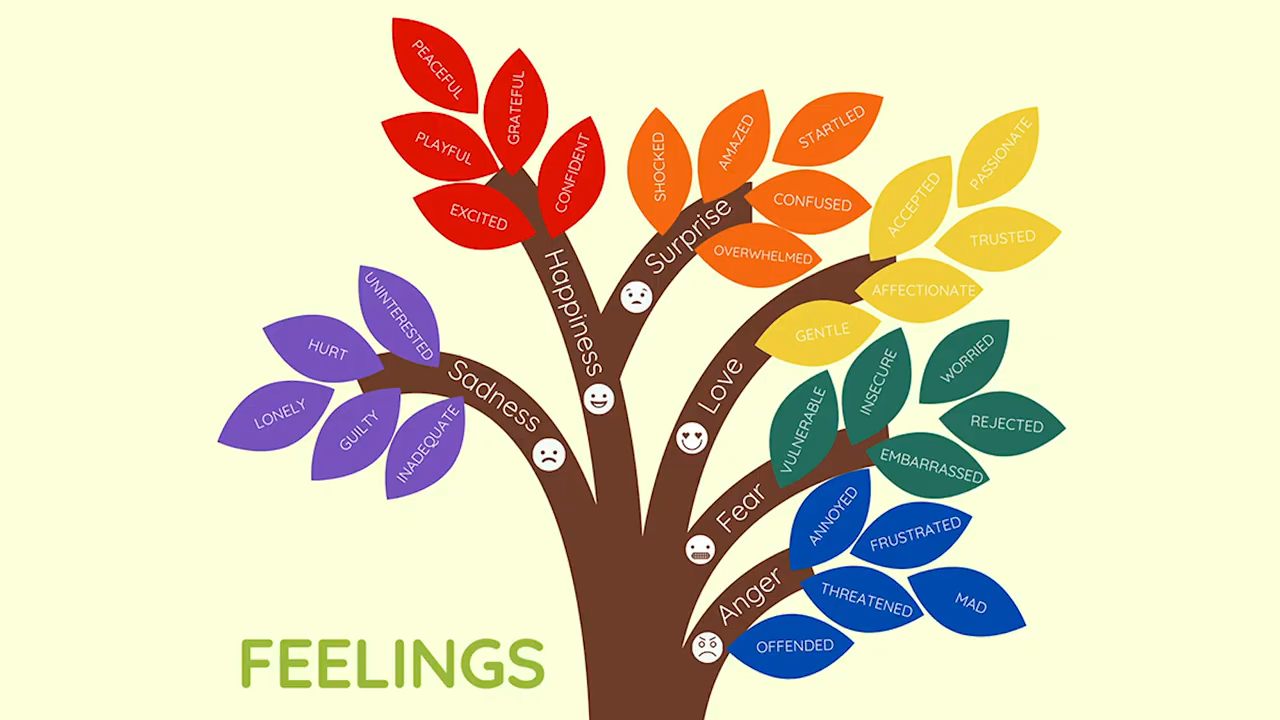 PEACEFUL
GRATEFUL
PLAYFUL
CONFIDENT
EXCITED
Happiness
SHOCKED
AMAZED
STARTLED
CONFUSED
OVERWHELMED
Surprise
ACCEPTED
PASSIONATE
TRUSTED
AFFECTIONATE
GENTLE
Love
UNINTERESTED
HURT
LONELY
GUILTY
INADEQUATE
Sadness
VULNERABLE
INSECURE
WORRIED
REJECTED
EMBARRASSED
Fear
ANNOYED
FRUSTRATED
THREATENED
MAD
OFFENDED
Anger
FEELINGS